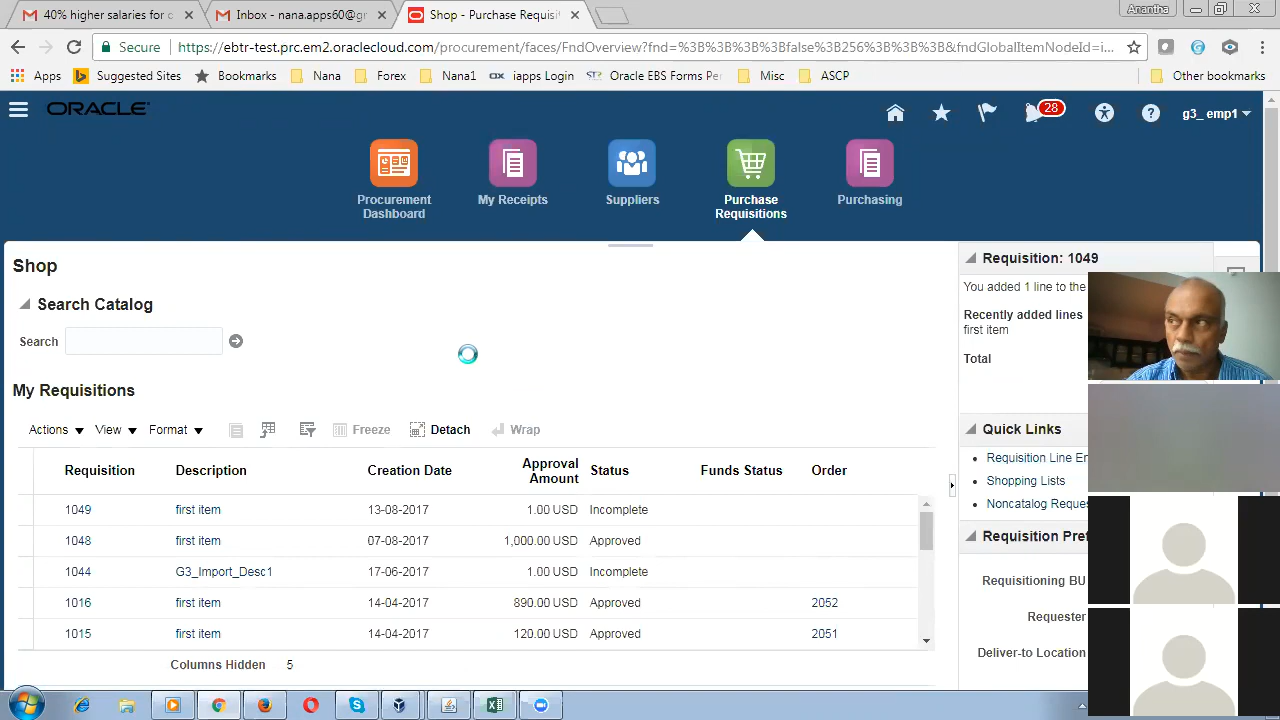 40% higher salaries for c
Inbox - nana.apps60@gr
Shop - Purchase Requisit
Anantha
Secure
https://ebtr-test.prc.em2.oraclecloud.com/procurement/faces/FndOverview?fnd=%3B%3B%3B%3Bfalse%3B256%3B%3B%3B&fndGlobalItemNodeId=i...
Apps
Suggested Sites
Bookmarks
Nana
Forex
Nana1
iapps Login
Oracle EBS Forms Pe
Misc
ASCP
Other bookmarks
ORACLE
28
g3_ emp1
Procurement
Dashboard
My Receipts
Suppliers
Purchase
Requisitions
Purchasing
Shop
Search Catalog
Search
My Requisitions
Actions
View
Format
Freeze
Detach
Wrap
Requisition Description Creation Date Approval Amount Status Funds Status Order
1049 first item 13-08-2017 1.00 USD Incomplete
1048 first item 07-08-2017 1,000.00 USD Approved
1044 G3_Import_Desc1 17-06-2017 1.00 USD Incomplete
1016 first item 14-04-2017 890.00 USD Approved 2052
1015 first item 14-04-2017 120.00 USD Approved 2051
Columns Hidden 5
Requisition: 1049
You added 1 line to the
Recently added lines
first item
Total
Quick Links
Requisition Line En
Shopping Lists
Noncatalog Reques
Requisition Pref
Requisitioning BU
Requester
Deliver-to Location